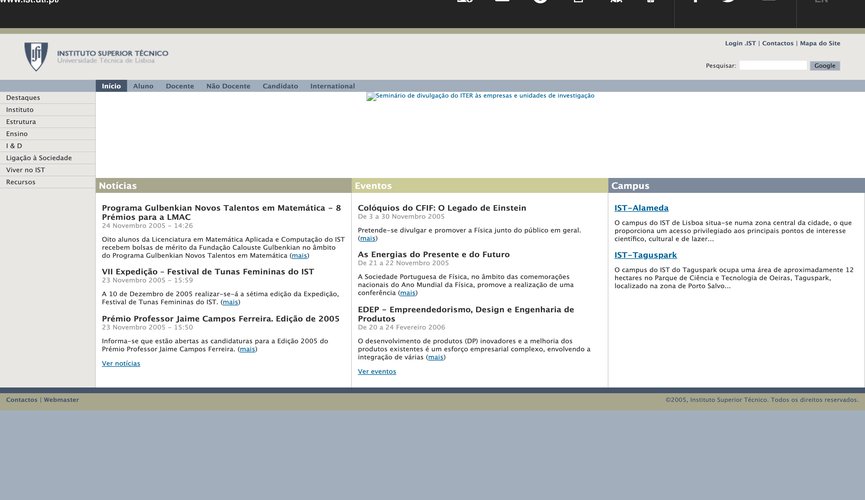 www.ist.utl.pt
EN
INSTITUTO SUPERIOR TÉCNICO
Universidade Técnica de Lisboa
Login .IST | Contactos | Mapa do Site
Pesquisar: Google
Início Aluno Docente Não Docente Candidato International
Destaques
Instituto
Estrutura
Ensino
I & D
Ligação à Sociedade
Viver no IST
Recursos
Seminário de divulgação do ITER às empresas e unidades de investigação
Notícias
Programa Gulbenkian Novos Talentos em Matemática - 8
Prémios para a LMAC
24 Novembro 2005 - 14:26
Oito alunos da Licenciatura em Matemática Aplicada e Computação do IST
recebem bolsas de mérito da Fundação Calouste Gulbenkian no âmbito
do Programa Gulbenkian Novos Talentos em Matemática (mais)
VII Expedição - Festival de Tunas Femininas do IST
23 Novembro 2005 - 15:59
A 10 de Dezembro de 2005 realizar-se-á a sétima edição da Expedição,
Festival de Tunas Femininas do IST. (mais)
Prémio Professor Jaime Campos Ferreira. Edição de 2005
23 Novembro 2005 - 15:50
Informa-se que estão abertas as candidaturas para a Edição 2005 do
Prémio Professor Jaime Campos Ferreira. (mais)
Ver notícias
Eventos
Colóquios do CFIF: O Legado de Einstein
De 3 a 30 Novembro 2005
Pretende-se divulgar e promover a Física junto do público em geral.
(mais)
As Energias do Presente e do Futuro
De 21 a 22 Novembro 2005
A Sociedade Portuguesa de Física, no âmbito das comemorações
nacionais do Ano Mundial da Física, promove a realização de uma
conferência (mais)
EDEP - Empreendedorismo, Design e Engenharia de
Produtos
De 20 a 24 Fevereiro 2006
O desenvolvimento de produtos (DP) inovadores e a melhoria dos
produtos existentes é um esforço empresarial complexo, envolvendo a
integração de várias (mais)
Ver eventos
Campus
IST-Alameda
O campus do IST de Lisboa situa-se numa zona central da cidade, o que
proporciona um acesso privilegiado aos principais pontos de interesse
científico, cultural e de lazer...
IST-Taguspark
O campus do IST do Taguspark ocupa uma área de aproximadamente 12
hectares no Parque de Ciência e Tecnologia de Oeiras, Taguspark,
localizado na zona de Porto Salvo...
Contactos | Webmaster
©2005, Instituto Superior Técnico. Todos os direitos reservados.